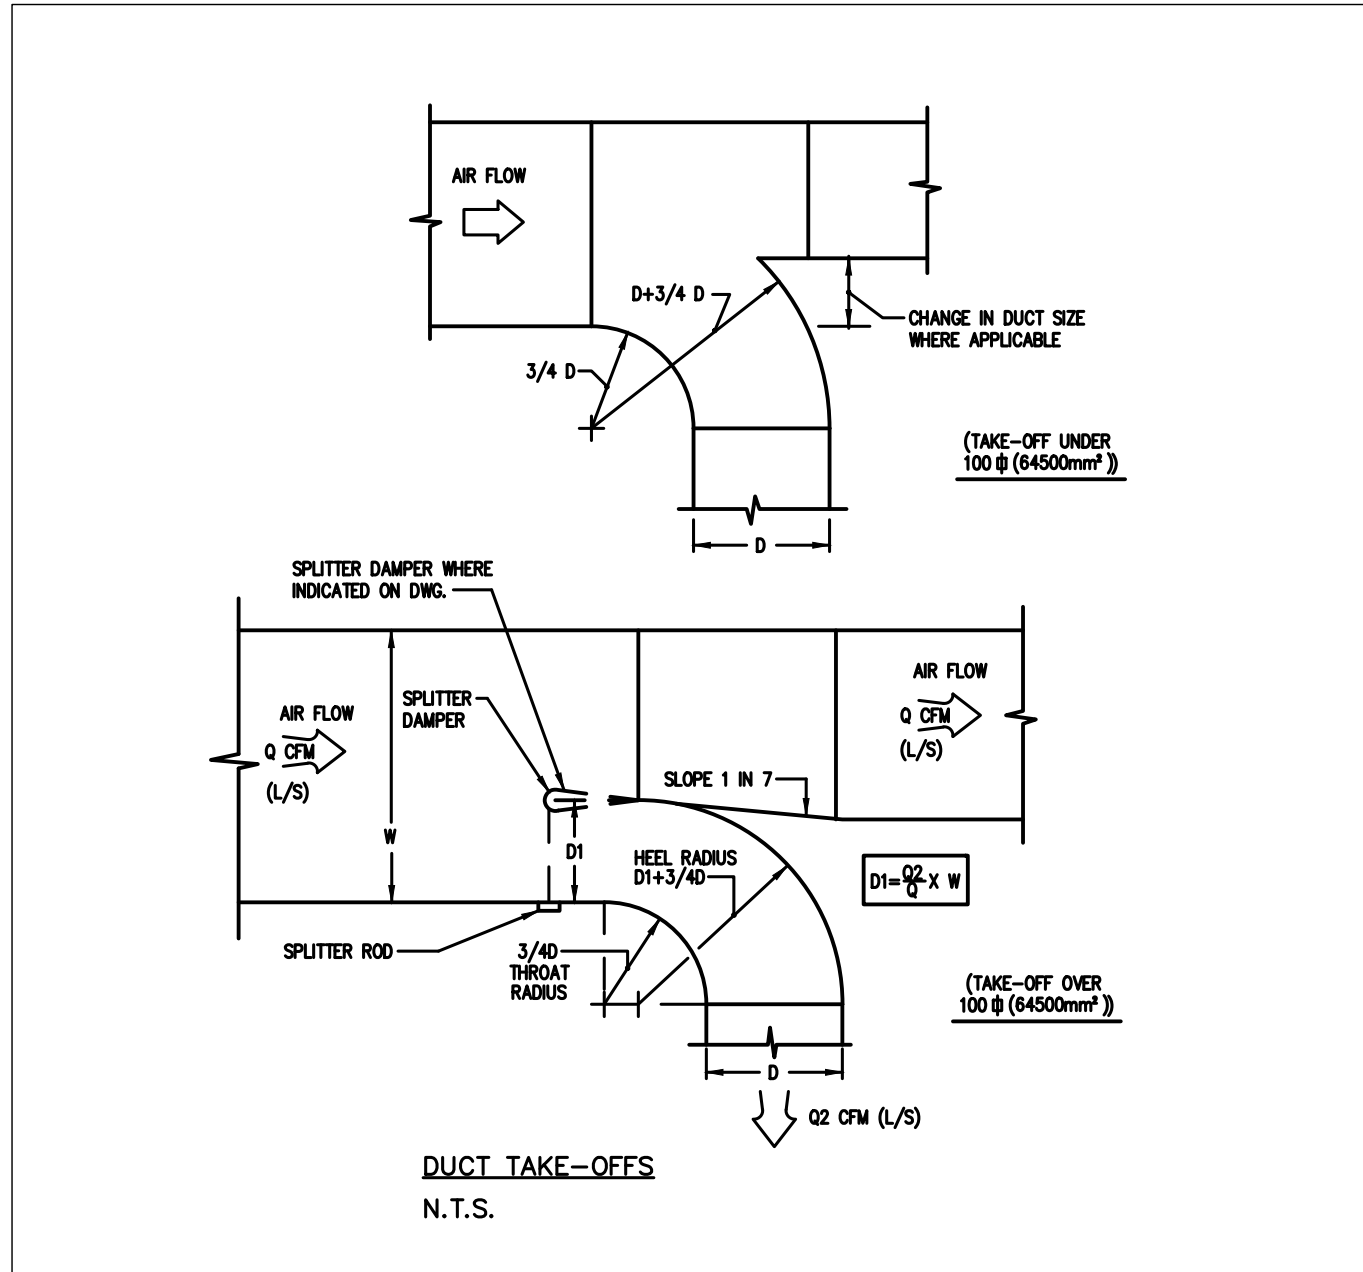 AIR FLOW
D+3/4 D
CHANGE IN DUCT SIZE
WHERE APPLICABLE
3/4 D
(TAKE-OFF UNDER
100 ⏍ (64500mm²))
D
SPLITTER DAMPER WHERE
INDICATED ON DWG.
AIR FLOW
Q CFM
(L/S)
W
SPLITTER
DAMPER
AIR FLOW
Q CFM
(L/S)
SLOPE 1 IN 7
D1
HEEL RADIUS
D1+3/4D
D1=Q2/Q X W
SPLITTER ROD
3/4D
THROAT
RADIUS
(TAKE-OFF OVER
100 ⏍ (64500mm²))
D
Q2 CFM (L/S)
DUCT TAKE-OFFS
N.T.S.